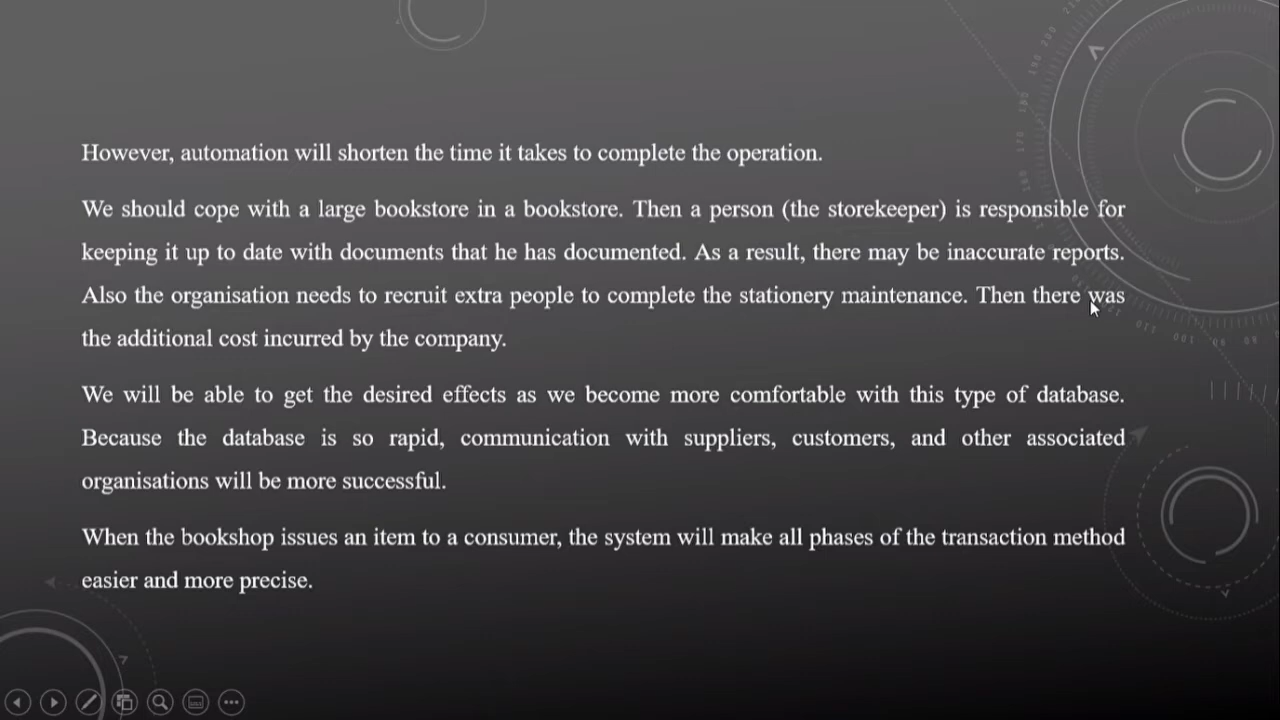 However, automation will shorten the time it takes to complete the operation.
We should cope with a large bookstore in a bookstore. Then a person (the storekeeper) is responsible for
keeping it up to date with documents that he has documented. As a result, there may be inaccurate reports.
Also the organisation needs to recruit extra people to complete the stationery maintenance. Then there was
the additional cost incurred by the company.
We will be able to get the desired effects as we become more comfortable with this type of database.
Because the database is so rapid, communication with suppliers, customers, and other associated
organisations will be more successful.
When the bookshop issues an item to a consumer, the system will make all phases of the transaction method
easier and more precise.